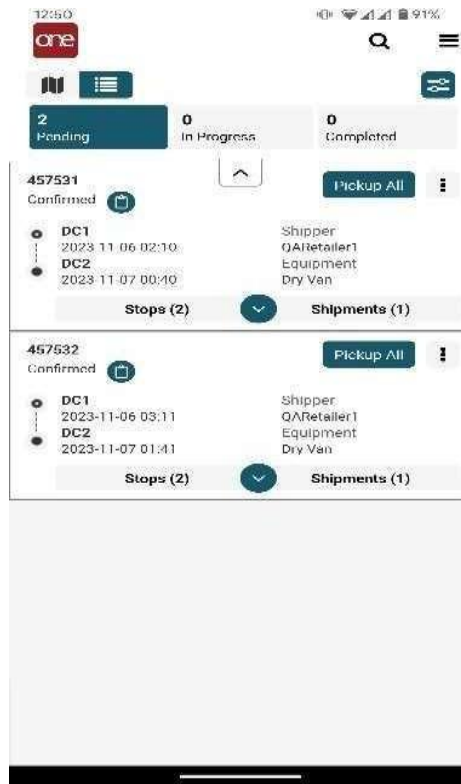 12:50 91%
one
2 0 0
Pending In Progress Completed
457531 Pickup All
Confirmed
DC1 Shipper
2023-11-06 02:10 QARetailer1
DC2 Equipment
2023-11-07 00:40 Dry Van
Stops (2) Shipments (1)
457532 Pickup All
Confirmed
DC1 Shipper
2023-11-06 03:11 QARetailer1
DC2 Equipment
2023-11-07 01:41 Dry Van
Stops (2) Shipments (1)